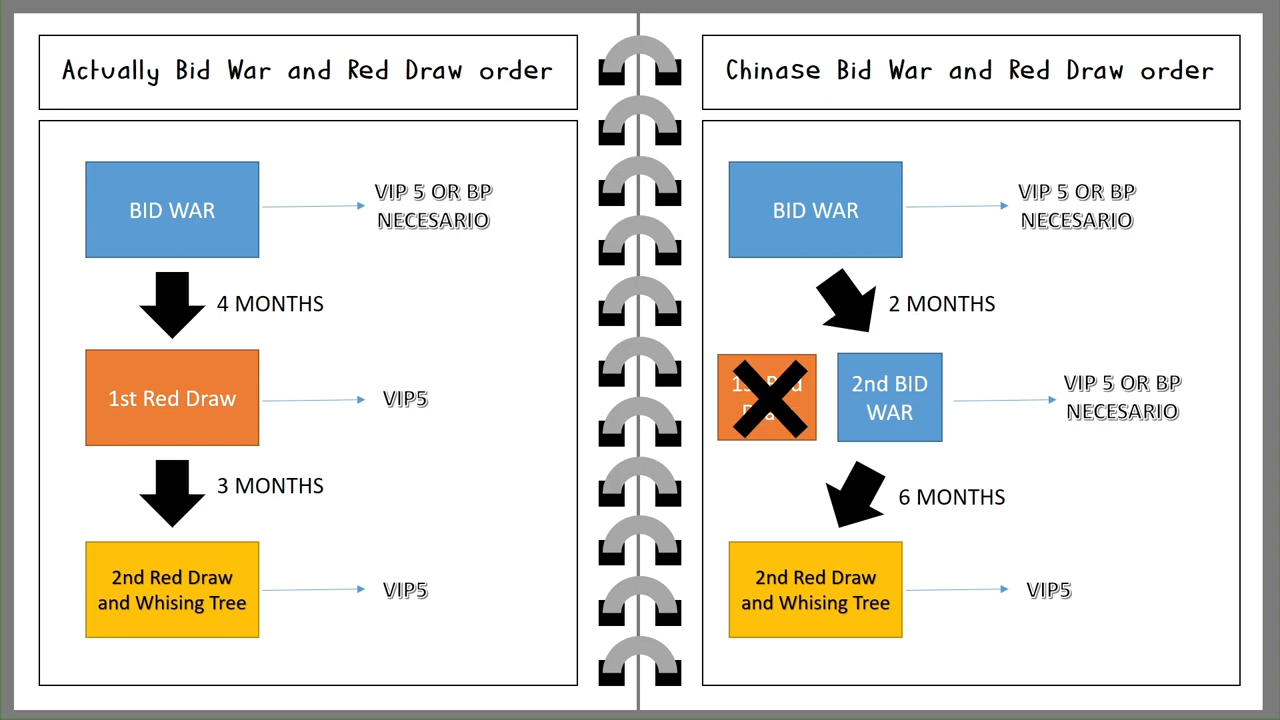 Actually Bid War and Red Draw order
BID WAR
VIP 5 OR BP
NECESARIO
4 MONTHS
1st Red Draw
VIP5
3 MONTHS
2nd Red Draw
and Whising Tree
VIP5
Chinase Bid War and Red Draw order
BID WAR
VIP 5 OR BP
NECESARIO
2 MONTHS
2nd BID
WAR
VIP 5 OR BP
NECESARIO
6 MONTHS
2nd Red Draw
and Whising Tree
VIP5